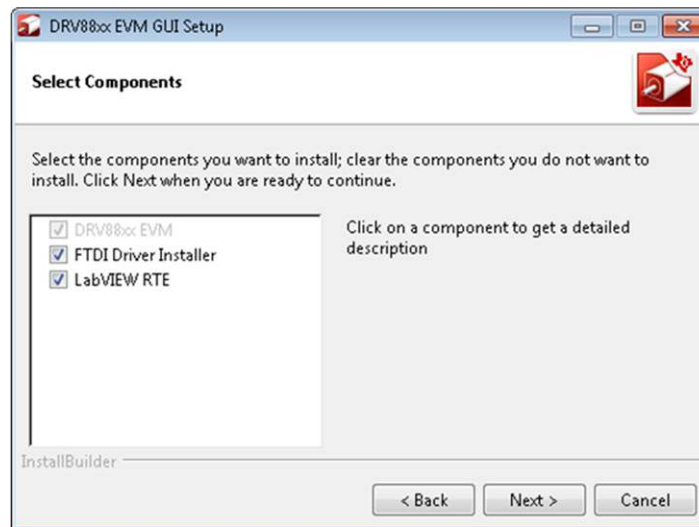 DRV88xx EVM GUI Setup
Select Components
Select the components you want to install; clear the components you do not want to
install. Click Next when you are ready to continue.
DRV88xx EVM
FTDI Driver Installer
LabVIEW RTE
Click on a component to get a detailed
description
InstallBuilder
< Back
Next >
Cancel